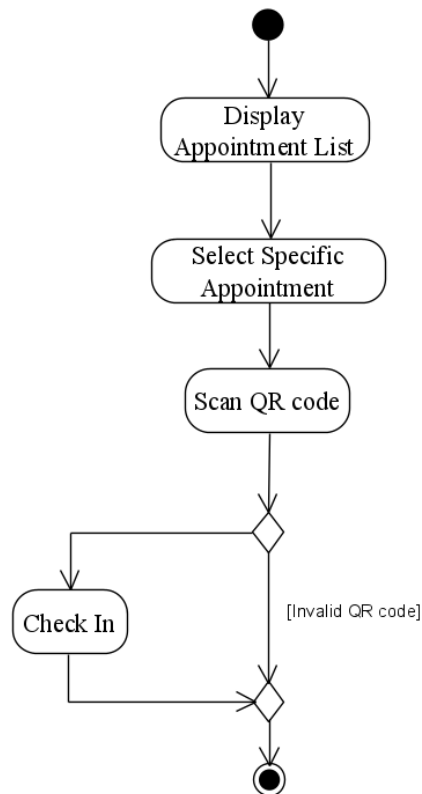 Display
Appointment List
Select Specific
Appointment
Scan QR code
[Invalid QR code]
Check In